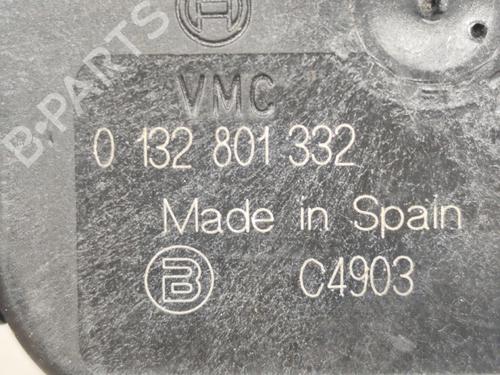 B-PARTS
VMC
0 132 801 332
Made in Spain
B C4903